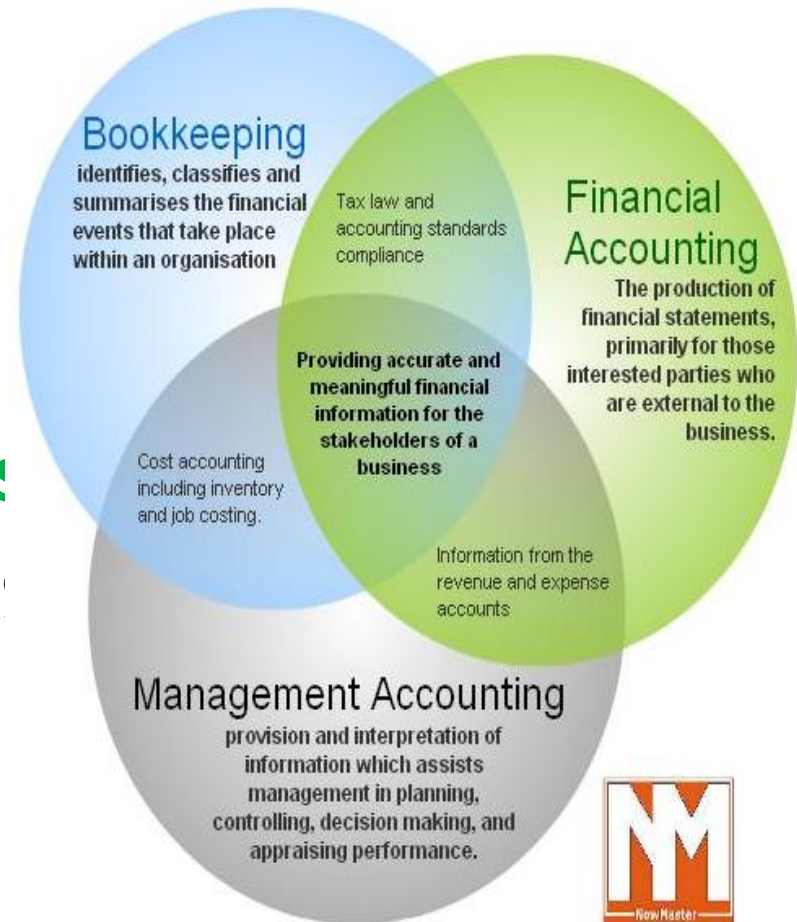 Bookkeeping
identifies, classifies and
summarises the financial
events that take place
within an organisation
Tax law and
accounting standards
compliance
Financial
Accounting
The production of
financial statements,
primarily for those
interested parties who
are external to the
business.
Providing accurate and
meaningful financial
information for the
stakeholders of a
business
Cost accounting
including inventory
and job costing.
Information from the
revenue and expense
accounts
Management Accounting
provision and interpretation of
information which assists
management in planning,
controlling, decision making, and
appraising performance.
NM
NowMaster